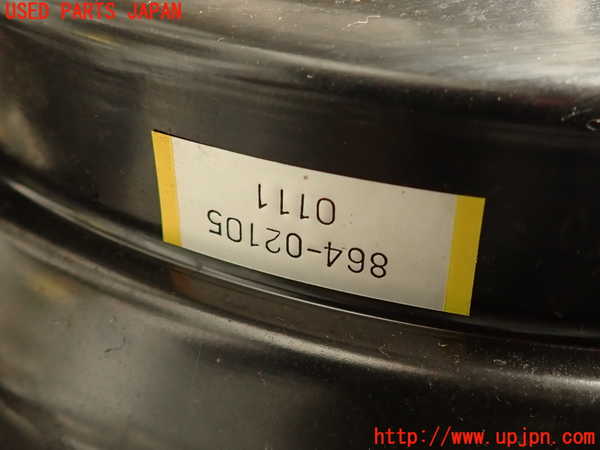 USED PARTS JAPAN
864-02105
0111
http://www.upjpn.com